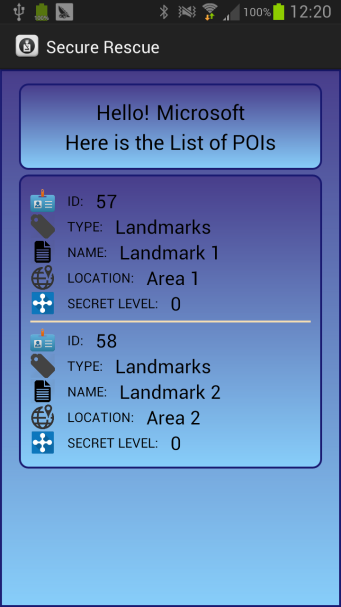 100% 12:20
Secure Rescue
Hello! Microsoft
Here is the List of POIs
ID: 57
TYPE: Landmarks
NAME: Landmark 1
LOCATION: Area 1
SECRET LEVEL: 0
ID: 58
TYPE: Landmarks
NAME: Landmark 2
LOCATION: Area 2
SECRET LEVEL: 0